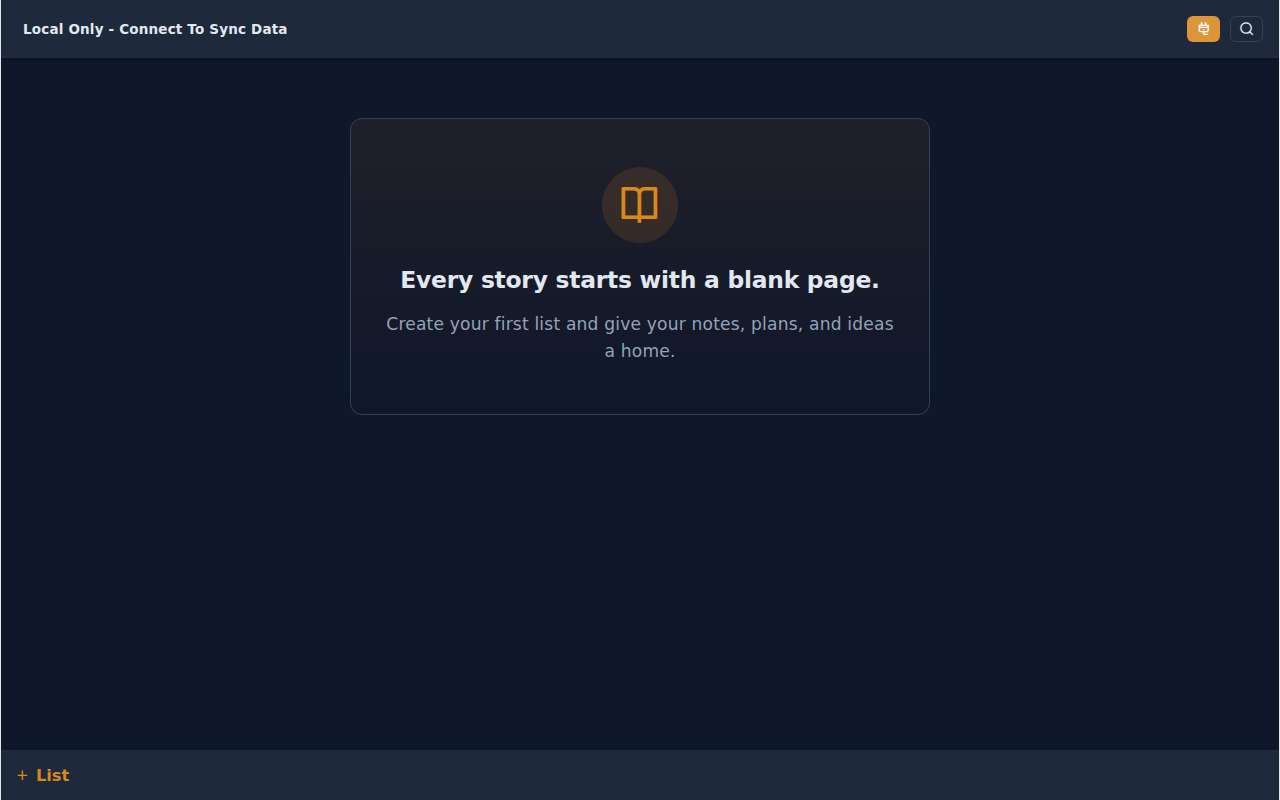 Local Only - Connect To Sync Data
Every story starts with a blank page.
Create your first list and give your notes, plans, and ideas
a home.
+ List